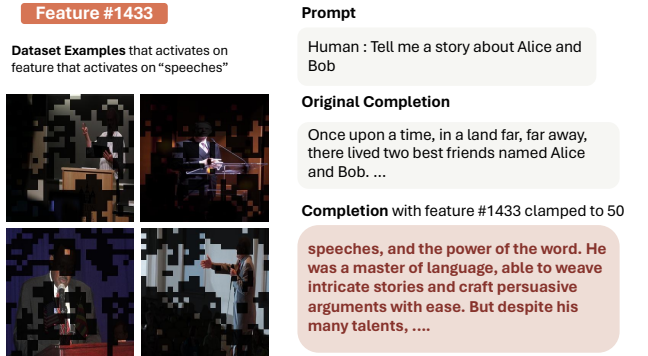 Feature #1433
Dataset Examples that activates on
feature that activates on “speeches”
Prompt
Human : Tell me a story about Alice and
Bob
Original Completion
Once upon a time, in a land far, far away,
there lived two best friends named Alice
and Bob. ...
Completion with feature #1433 clamped to 50
speeches, and the power of the word. He
was a master of language, able to weave
intricate stories and craft persuasive
arguments with ease. But despite his
many talents, ....